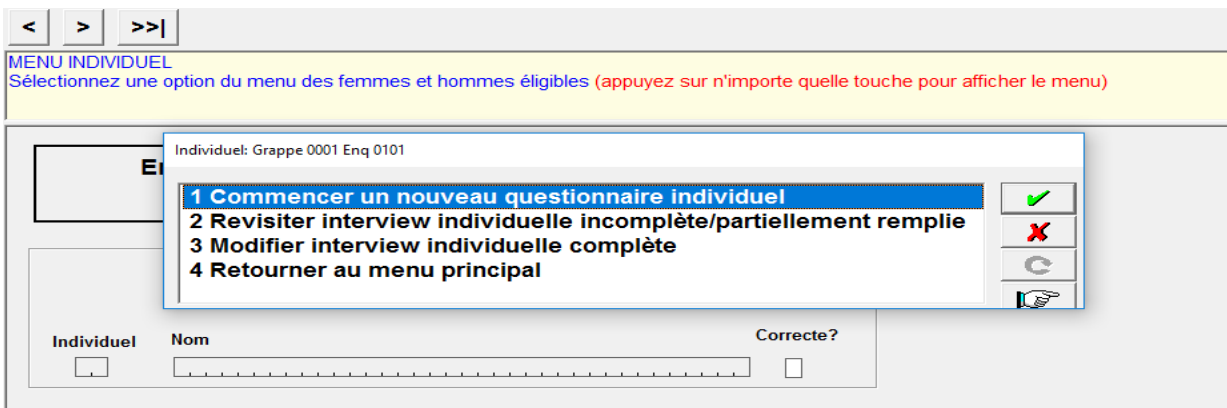 < > >>|
MENU INDIVIDUEL
Sélectionnez une option du menu des femmes et hommes éligibles (appuyez sur n'importe quelle touche pour afficher le menu)
Individuel: Grappe 0001 Enq 0101
1 Commencer un nouveau questionnaire individuel
2 Revisiter interview individuelle incomplète/partiellement remplie
3 Modifier interview individuelle complète
4 Retourner au menu principal
Individuel Nom Correcte?